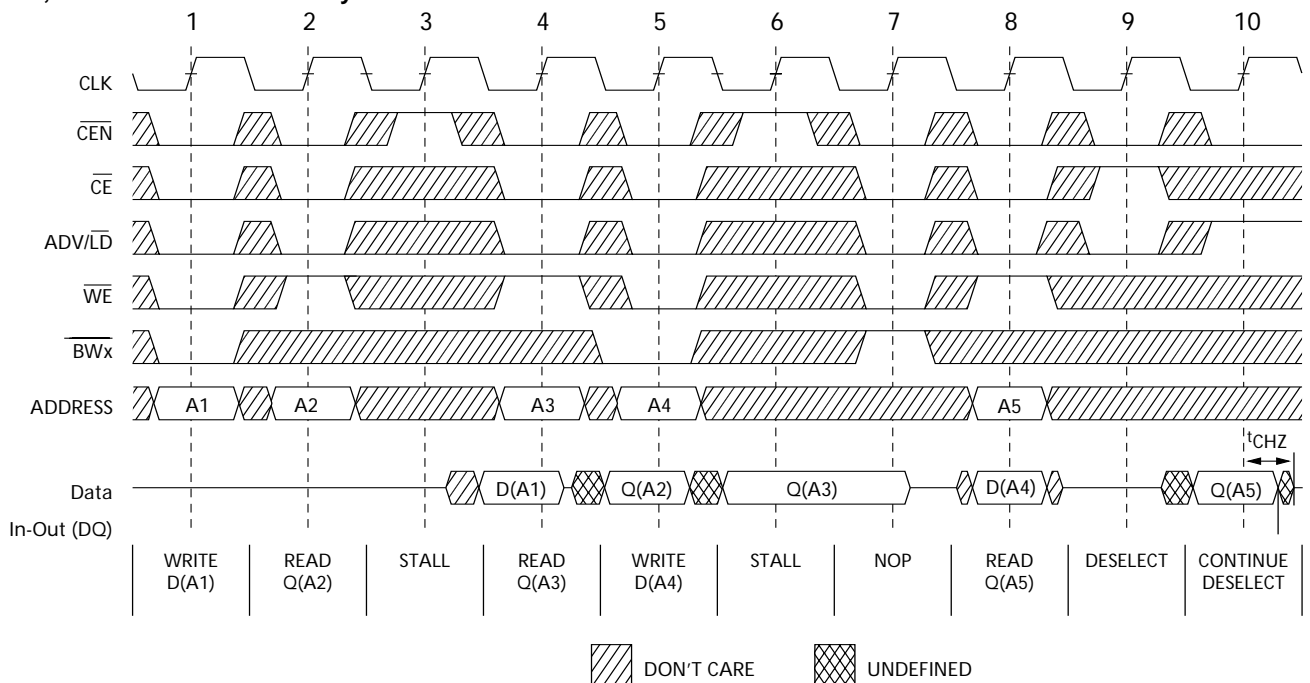 1 2 3 4 5 6 7 8 9 10
CLK
CEN
CE
ADV/LD
WE
BWx
ADDRESS A1 A2 A3 A4 A5
tCHZ
Data D(A1) Q(A2) Q(A3) D(A4) Q(A5)
In-Out (DQ)
WRITE READ STALL READ WRITE STALL NOP READ DESELECT CONTINUE
D(A1) Q(A2) Q(A3) D(A4) Q(A5) DESELECT
DON'T CARE UNDEFINED